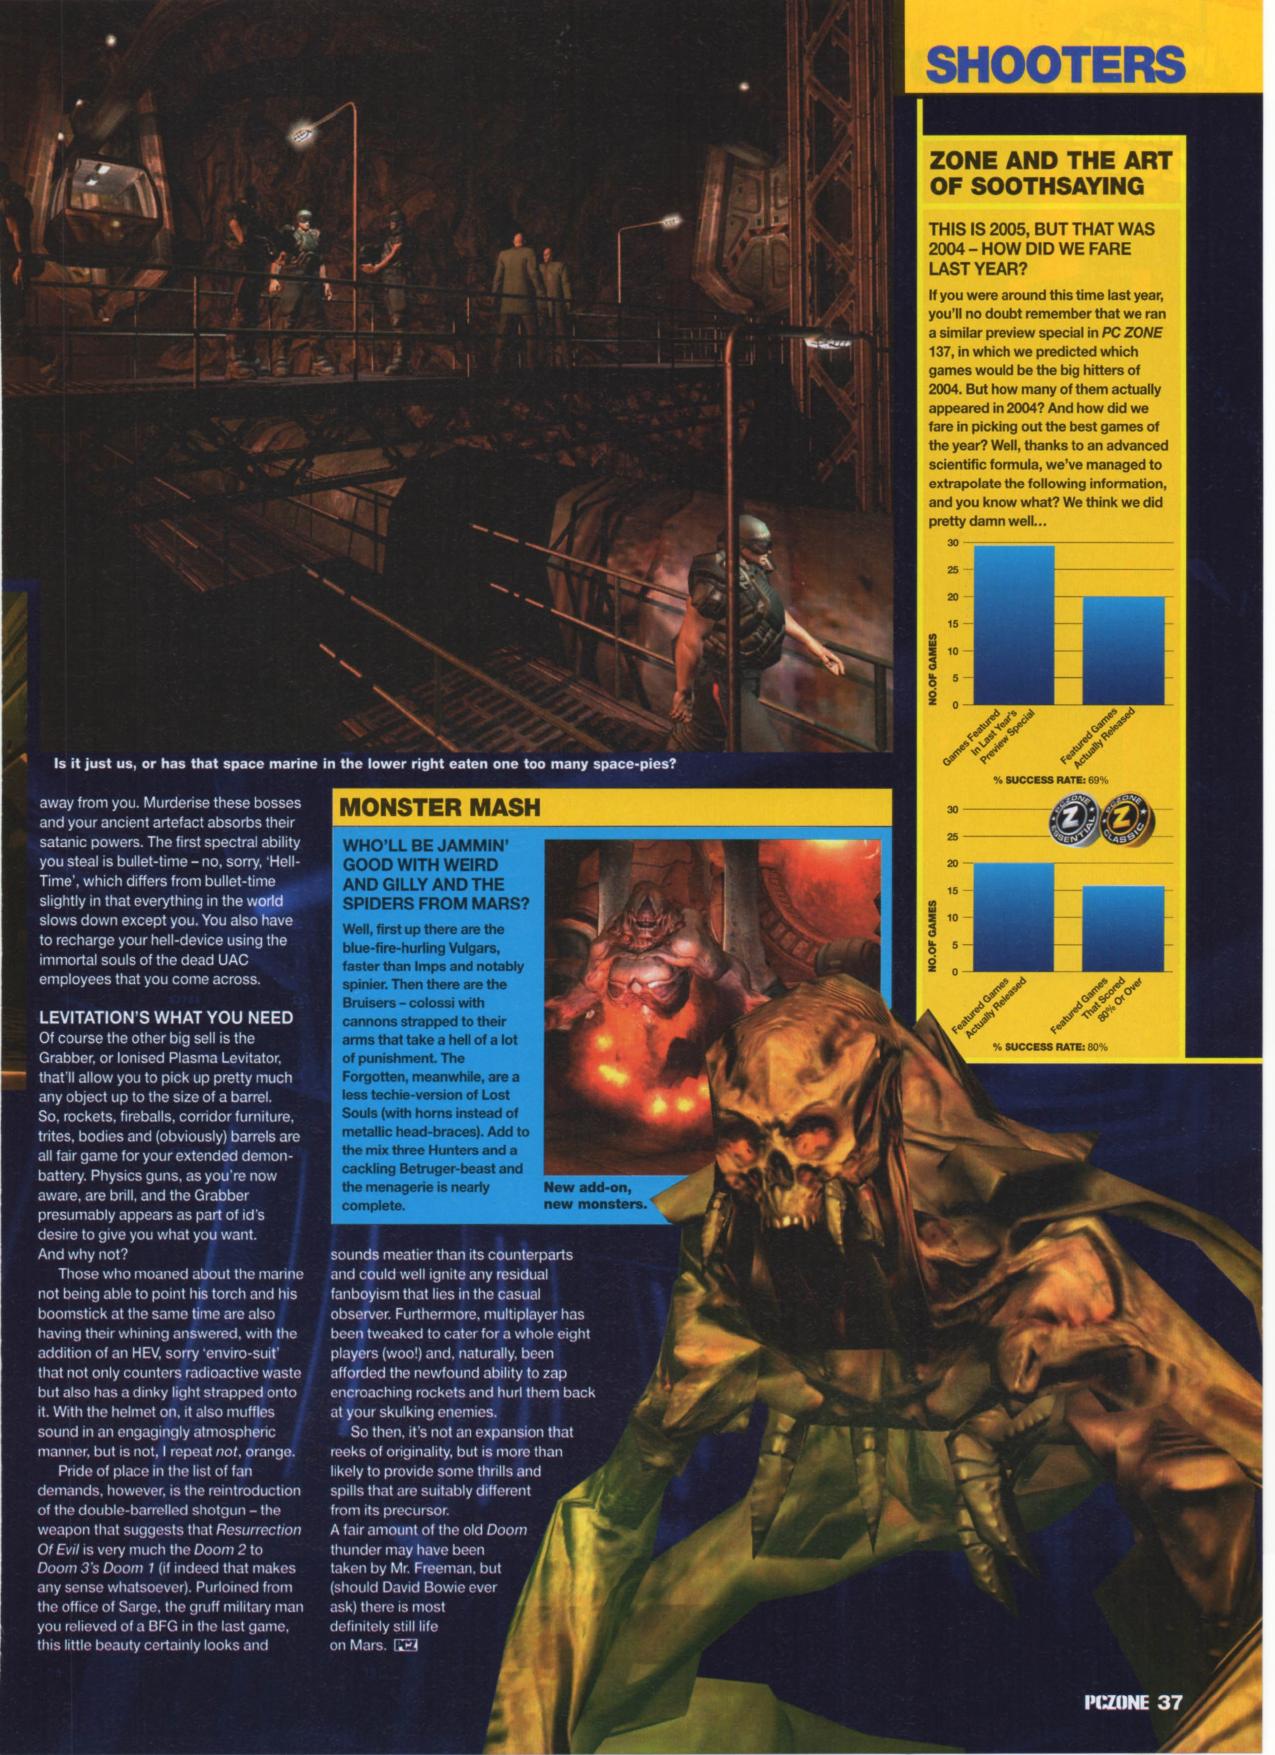 SHOOTERS
Is it just us, or has that space marine in the lower right eaten one too many space-pies?
away from you. Murderise these bosses
and your ancient artefact absorbs their
satanic powers. The first spectral ability
you steal is bullet-time – no, sorry, 'Hell-
Time', which differs from bullet-time
slightly in that everything in the world
slows down except you. You also have
to recharge your hell-device using the
immortal souls of the dead UAC
employees that you come across.
LEVITATION'S WHAT YOU NEED
Of course the other big sell is the
Grabber, or Ionised Plasma Levitator,
that'll allow you to pick up pretty much
any object up to the size of a barrel.
So, rockets, fireballs, corridor furniture,
trites, bodies and (obviously) barrels are
all fair game for your extended demon-
battery. Physics guns, as you're now
aware, are brill, and the Grabber
presumably appears as part of id's
desire to give you what you want.
And why not?
Those who moaned about the marine
not being able to point his torch and his
boomstick at the same time are also
having their whining answered, with the
addition of an HEV, sorry 'enviro-suit'
that not only counters radioactive waste
but also has a dinky light strapped onto
it. With the helmet on, it also muffles
sound in an engagingly atmospheric
manner, but is not, I repeat not, orange.
Pride of place in the list of fan
demands, however, is the reintroduction
of the double-barrelled shotgun – the
weapon that suggests that Resurrection
Of Evil is very much the Doom 2 to
Doom 3's Doom 1 (if indeed that makes
any sense whatsoever). Purloined from
the office of Sarge, the gruff military man
you relieved of a BFG in the last game,
this little beauty certainly looks and
MONSTER MASH
WHO'LL BE JAMMIN'
GOOD WITH WEIRD
AND GILLY AND THE
SPIDERS FROM MARS?
Well, first up there are the
blue-fire-hurling Vulgars,
faster than Imps and notably
spinier. Then there are the
Bruisers – colossi with
cannons strapped to their
arms that take a hell of a lot
of punishment. The
Forgotten, meanwhile, are a
less techie-version of Lost
Souls (with horns instead of
metallic head-braces). Add to
the mix three Hunters and a
cackling Betruger-beast and
the menagerie is nearly
complete.
New add-on,
new monsters.
sounds meatier than its counterparts
and could well ignite any residual
fanboyism that lies in the casual
observer. Furthermore, multiplayer has
been tweaked to cater for a whole eight
players (woo!) and, naturally, been
afforded the newfound ability to zap
encroaching rockets and hurl them back
at your skulking enemies.
So then, it's not an expansion that
reeks of originality, but is more than
likely to provide some thrills and
spills that are suitably different
from its precursor.
A fair amount of the old Doom
thunder may have been
taken by Mr. Freeman, but
(should David Bowie ever
ask) there is most
definitely still life
on Mars. PCZ
ZONE AND THE ART
OF SOOTHSAYING
THIS IS 2005, BUT THAT WAS
2004 – HOW DID WE FARE
LAST YEAR?
If you were around this time last year,
you'll no doubt remember that we ran
a similar preview special in PC ZONE
137, in which we predicted which
games would be the big hitters of
2004. But how many of them actually
appeared in 2004? And how did we
fare in picking out the best games of
the year? Well, thanks to an advanced
scientific formula, we've managed to
extrapolate the following information,
and you know what? We think we did
pretty damn well...
30
25
20
15
10
5
0
NO.OF GAMES
Games Featured
In Last Year's
Preview Special
Featured Games
Actually Released
% SUCCESS RATE: 69%
PCZONE
Z
ESSENTIAL
PCZONE
Z
CLASSIC
30
25
20
15
10
5
0
NO.OF GAMES
Featured Games
Actually Released
Featured Games
That Scored
80% Or Over
% SUCCESS RATE: 80%
PCZONE 37